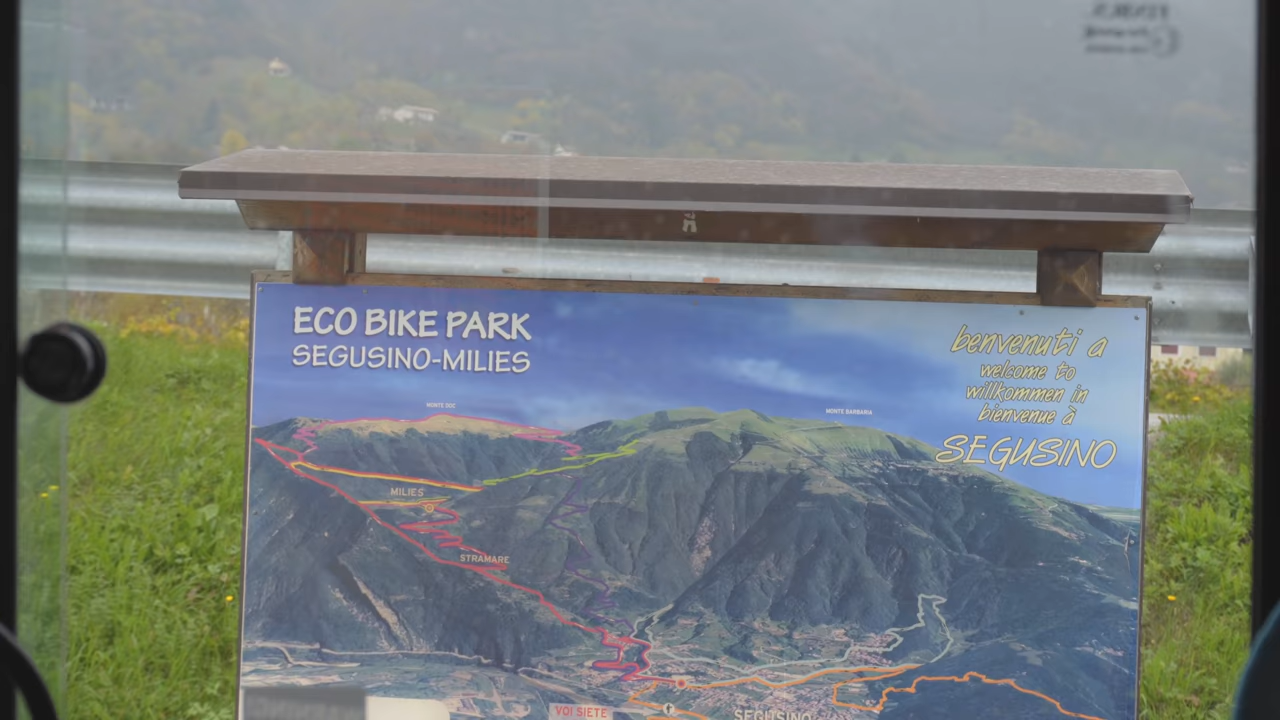 ECO BIKE PARK
SEGUSINO-MILIES
benvenuti a
welcome to
willkommen in
bienvenue à
SEGUSINO
MONTE DOC
MONTE BARBARIA
MILIES
STRAMARE
VOI SIETE
SEGUSINO